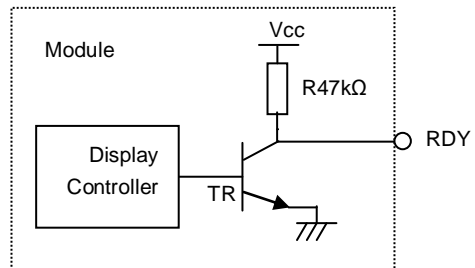 Vcc
Module
R47kΩ
RDY
Display
Controller
TR